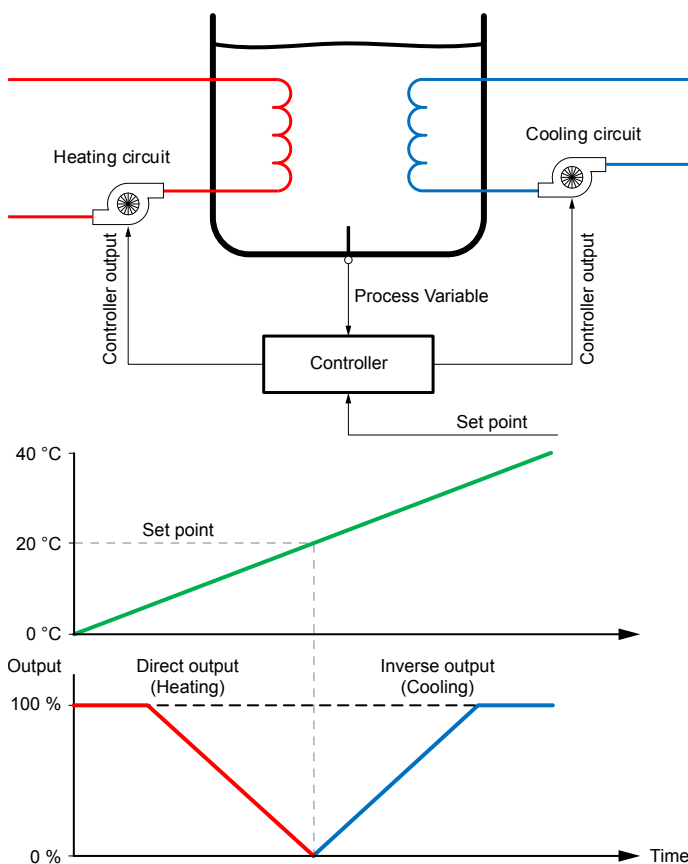 Heating circuit
Cooling circuit
Controller output
Process Variable
Controller output
Controller
Set point
40 °C
Set point
20 °C
0 °C
Output
Direct output
(Heating)
Inverse output
(Cooling)
100 %
0 %
Time